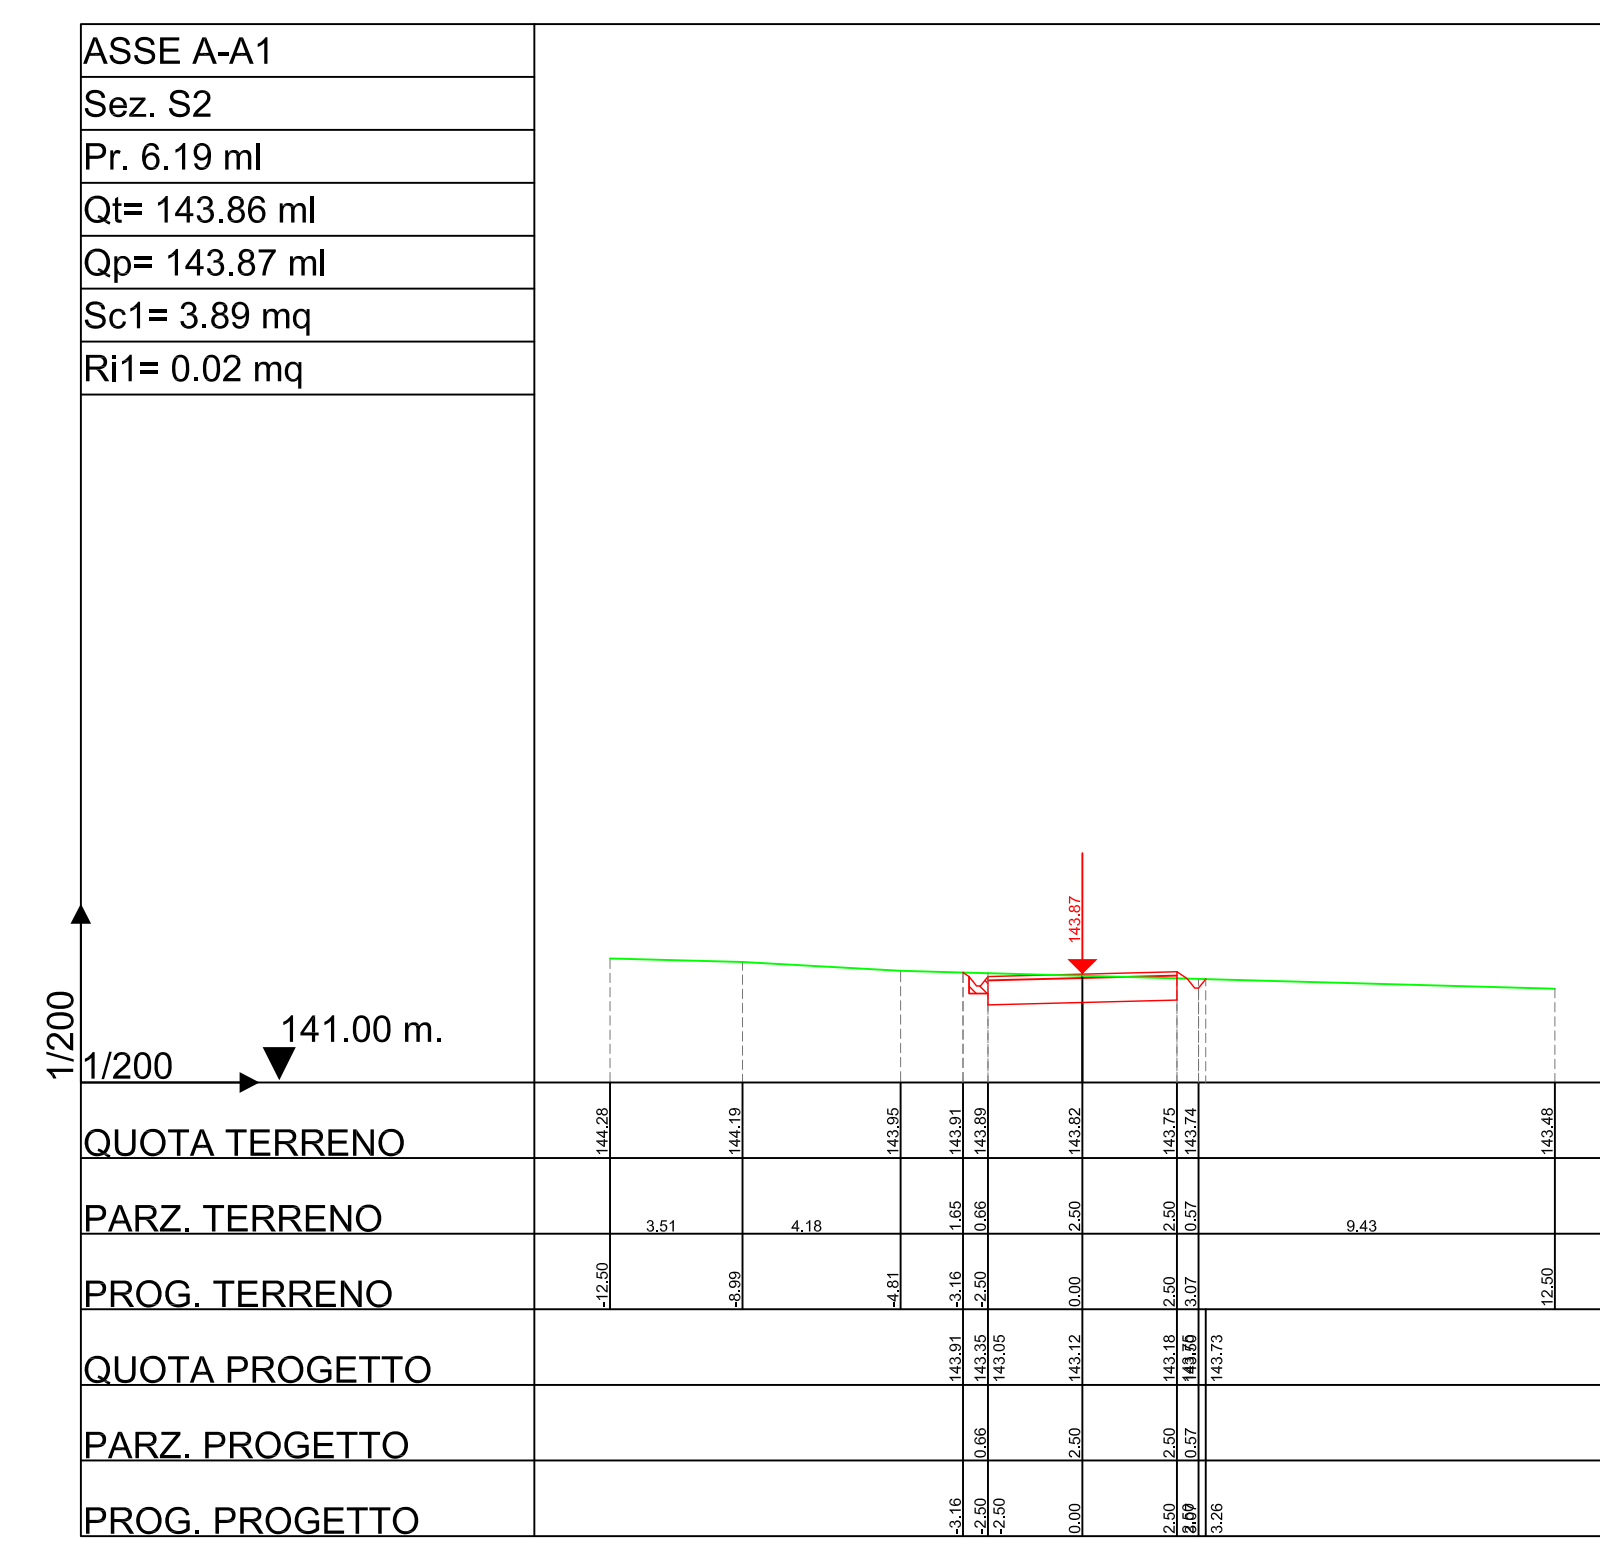 ASSE A-A1
Sez. S2
Pr. 6.19 ml
Qt= 143.86 ml
Qp= 143.87 ml
Sc1= 3.89 mq
Ri1= 0.02 mq
143.87
1/200
141.00 m.
1/200
QUOTA TERRENO 144.28 144.19 143.95 143.91 143.89 143.82 143.75 143.74 143.48
PARZ. TERRENO 3.51 4.18 1.65 0.66 2.50 2.50 0.57 9.43
PROG. TERRENO -12.50 -8.99 -4.81 -3.16 -2.50 0.00 2.50 3.07 12.50
QUOTA PROGETTO 143.91 143.35 143.05 143.12 143.18 143.73
PARZ. PROGETTO 0.66 2.50 2.50 0.57
PROG. PROGETTO -3.16 -2.50 -2.50 0.00 2.50 3.26